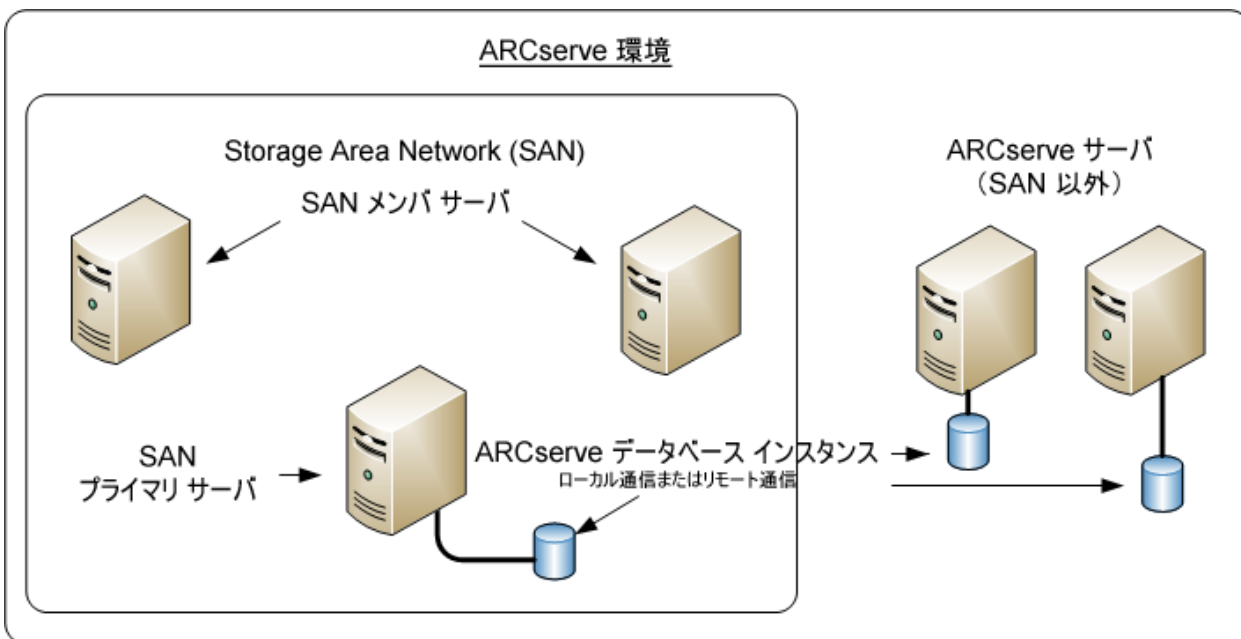 ARCserve 環境
Storage Area Network (SAN)
SAN メンバ サーバ
ARCserve サーバ
(SAN 以外)
SAN
プライマリ サーバ
ARCserve データベース インスタンス
ローカル通信またはリモート通信